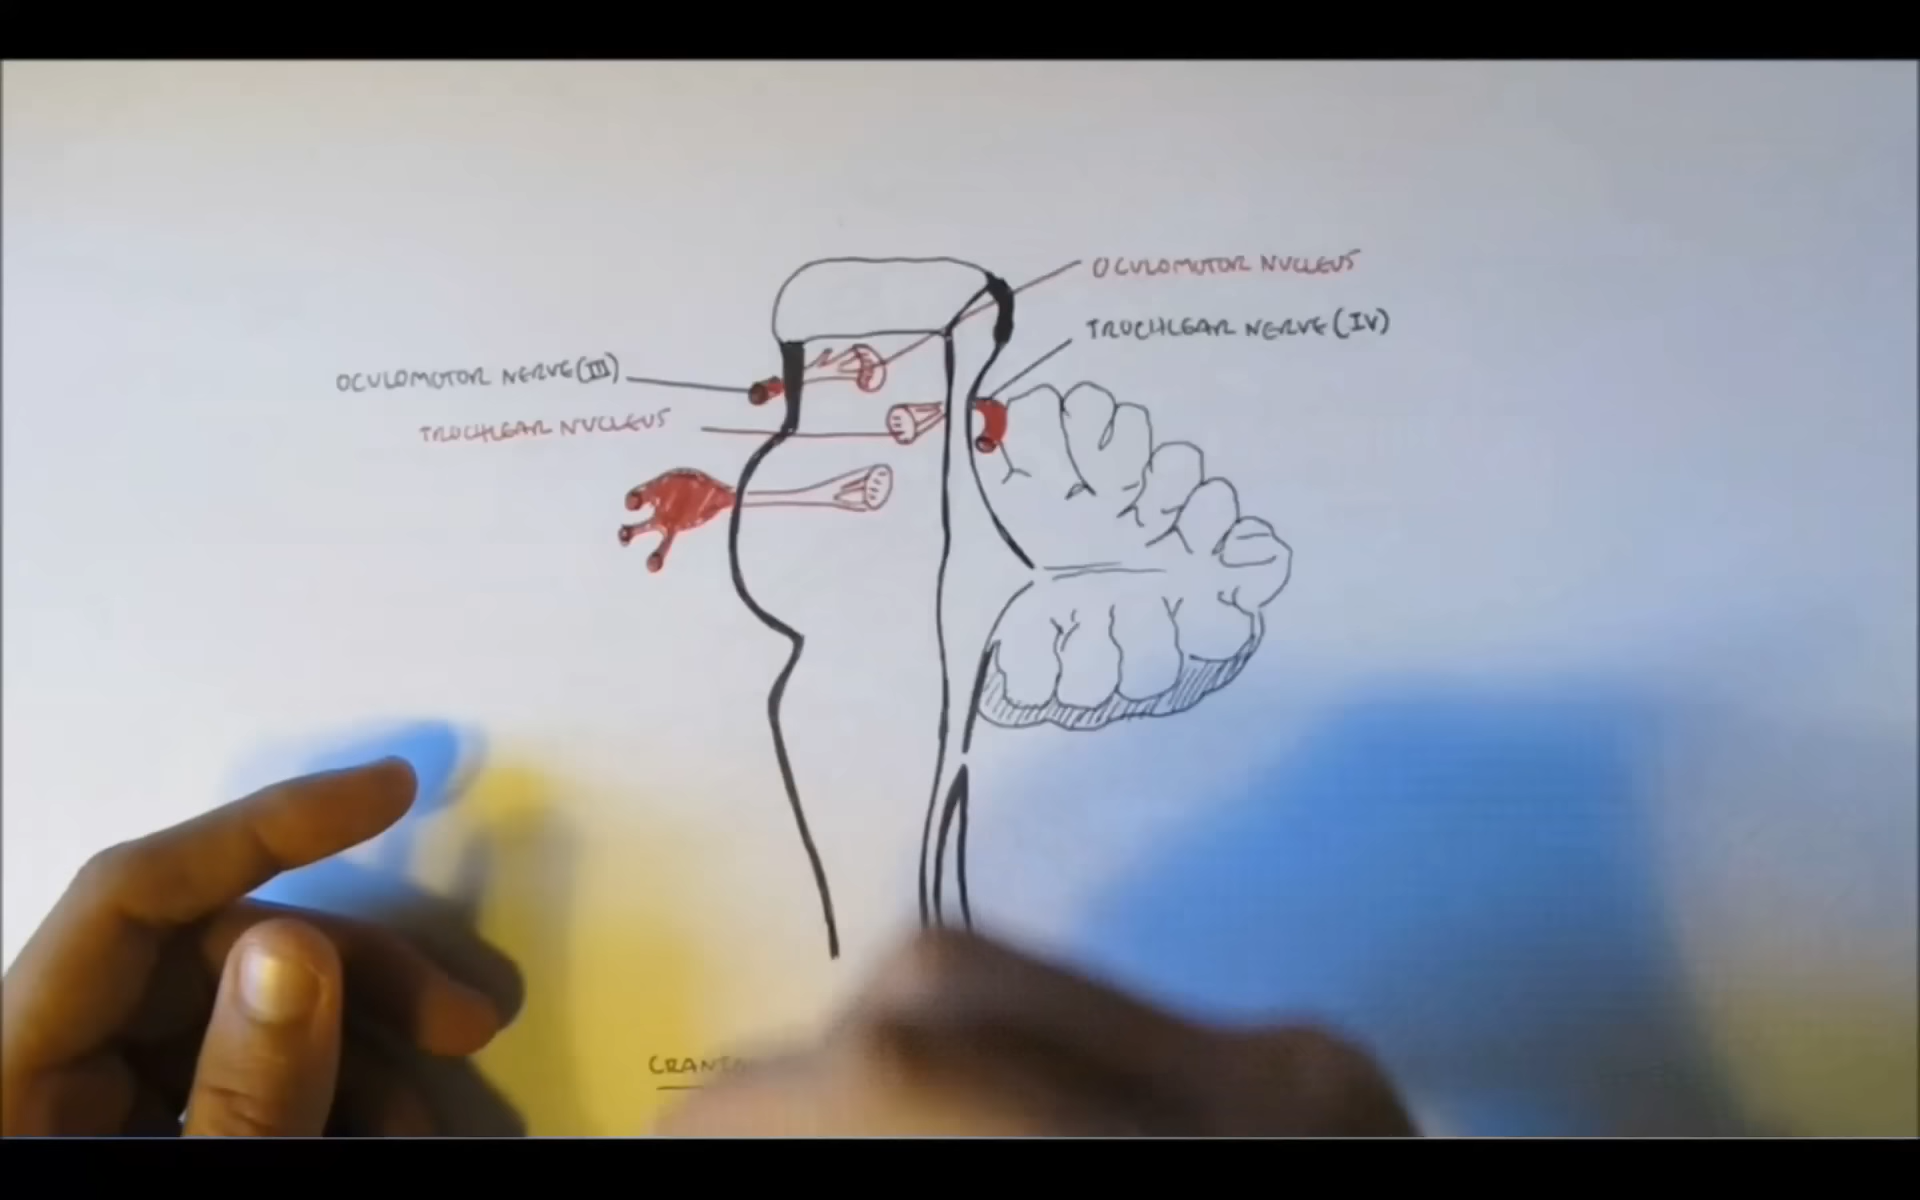 OCULOMOTOR NUCLEUS
TROCHLEAR NERVE (IV)
OCULOMOTOR NERVE (III)
TROCHLEAR NUCLEUS